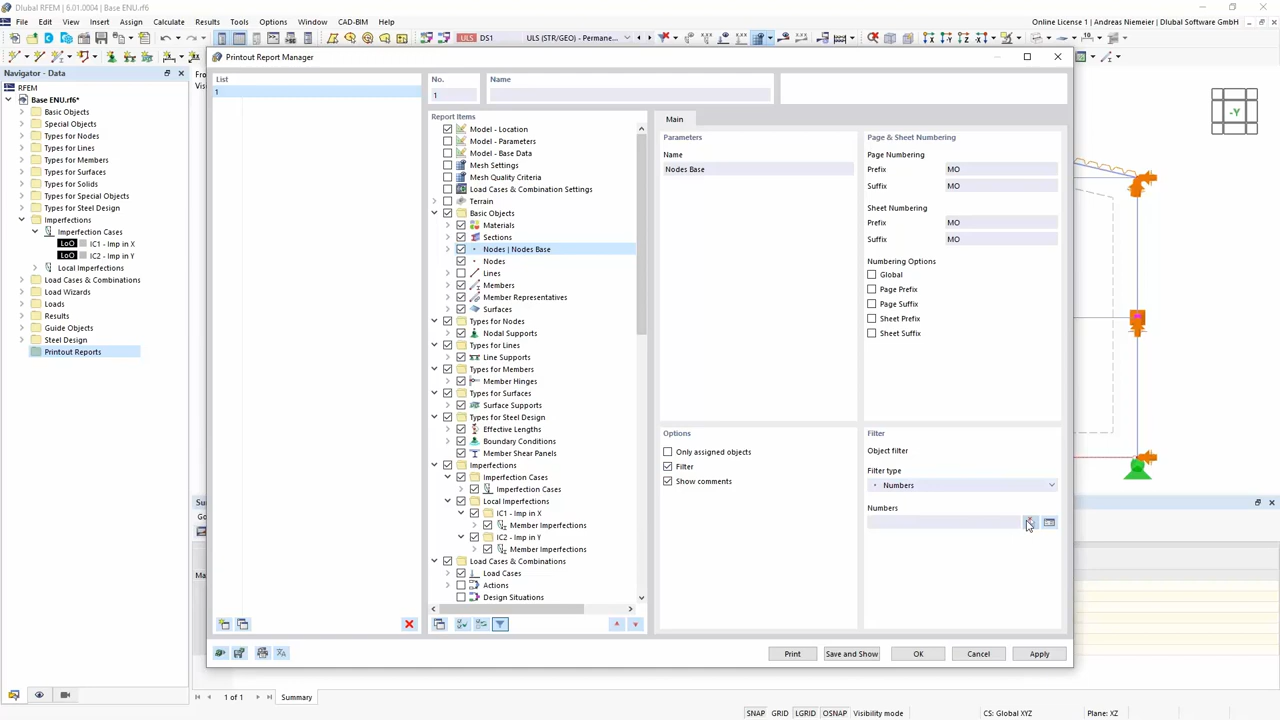 Dlubal RFEM | 6.01.0004 | Base ENU.rf6*
File Edit View Insert Assign Calculate Results Tools Options Window CAD-BIM Help
Online License 1 | Andreas Niemeier | Dlubal Software GmbH
ULS DS1 ULS (STR/GEO) - Permane...
Navigator - Data
RFEM
Base ENU.rf6*
Basic Objects
Special Objects
Types for Nodes
Types for Lines
Types for Members
Types for Surfaces
Types for Solids
Types for Special Objects
Types for Steel Design
Imperfections
Imperfection Cases
LoO IC1 - Imp in X
LoO IC2 - Imp in Y
Local Imperfections
Load Cases & Combinations
Load Wizards
Loads
Results
Guide Objects
Steel Design
Printout Reports
Printout Report Manager
List
1
No.
1
Name
Report Items
Model - Location
Model - Parameters
Model - Base Data
Mesh Settings
Mesh Quality Criteria
Load Cases & Combination Settings
Terrain
Basic Objects
Materials
Sections
Nodes | Nodes Base
Nodes
Lines
Members
Member Representatives
Surfaces
Types for Nodes
Nodal Supports
Types for Lines
Line Supports
Types for Members
Member Hinges
Types for Surfaces
Surface Supports
Types for Steel Design
Effective Lengths
Boundary Conditions
Member Shear Panels
Imperfections
Imperfection Cases
Imperfection Cases
Local Imperfections
IC1 - Imp in X
Member Imperfections
IC2 - Imp in Y
Member Imperfections
Load Cases & Combinations
Load Cases
Actions
Design Situations
Main
Parameters
Name
Nodes Base
Options
Only assigned objects
Filter
Show comments
Page & Sheet Numbering
Page Numbering
Prefix MO
Suffix MO
Sheet Numbering
Prefix MO
Suffix MO
Numbering Options
Global
Page Prefix
Page Suffix
Sheet Prefix
Sheet Suffix
Filter
Object filter
Filter type
Numbers
Numbers
Print Save and Show OK Cancel Apply
-Y
1 of 1 Summary
SNAP GRID LGRID OSNAP Visibility mode CS: Global XYZ Plane: XZ